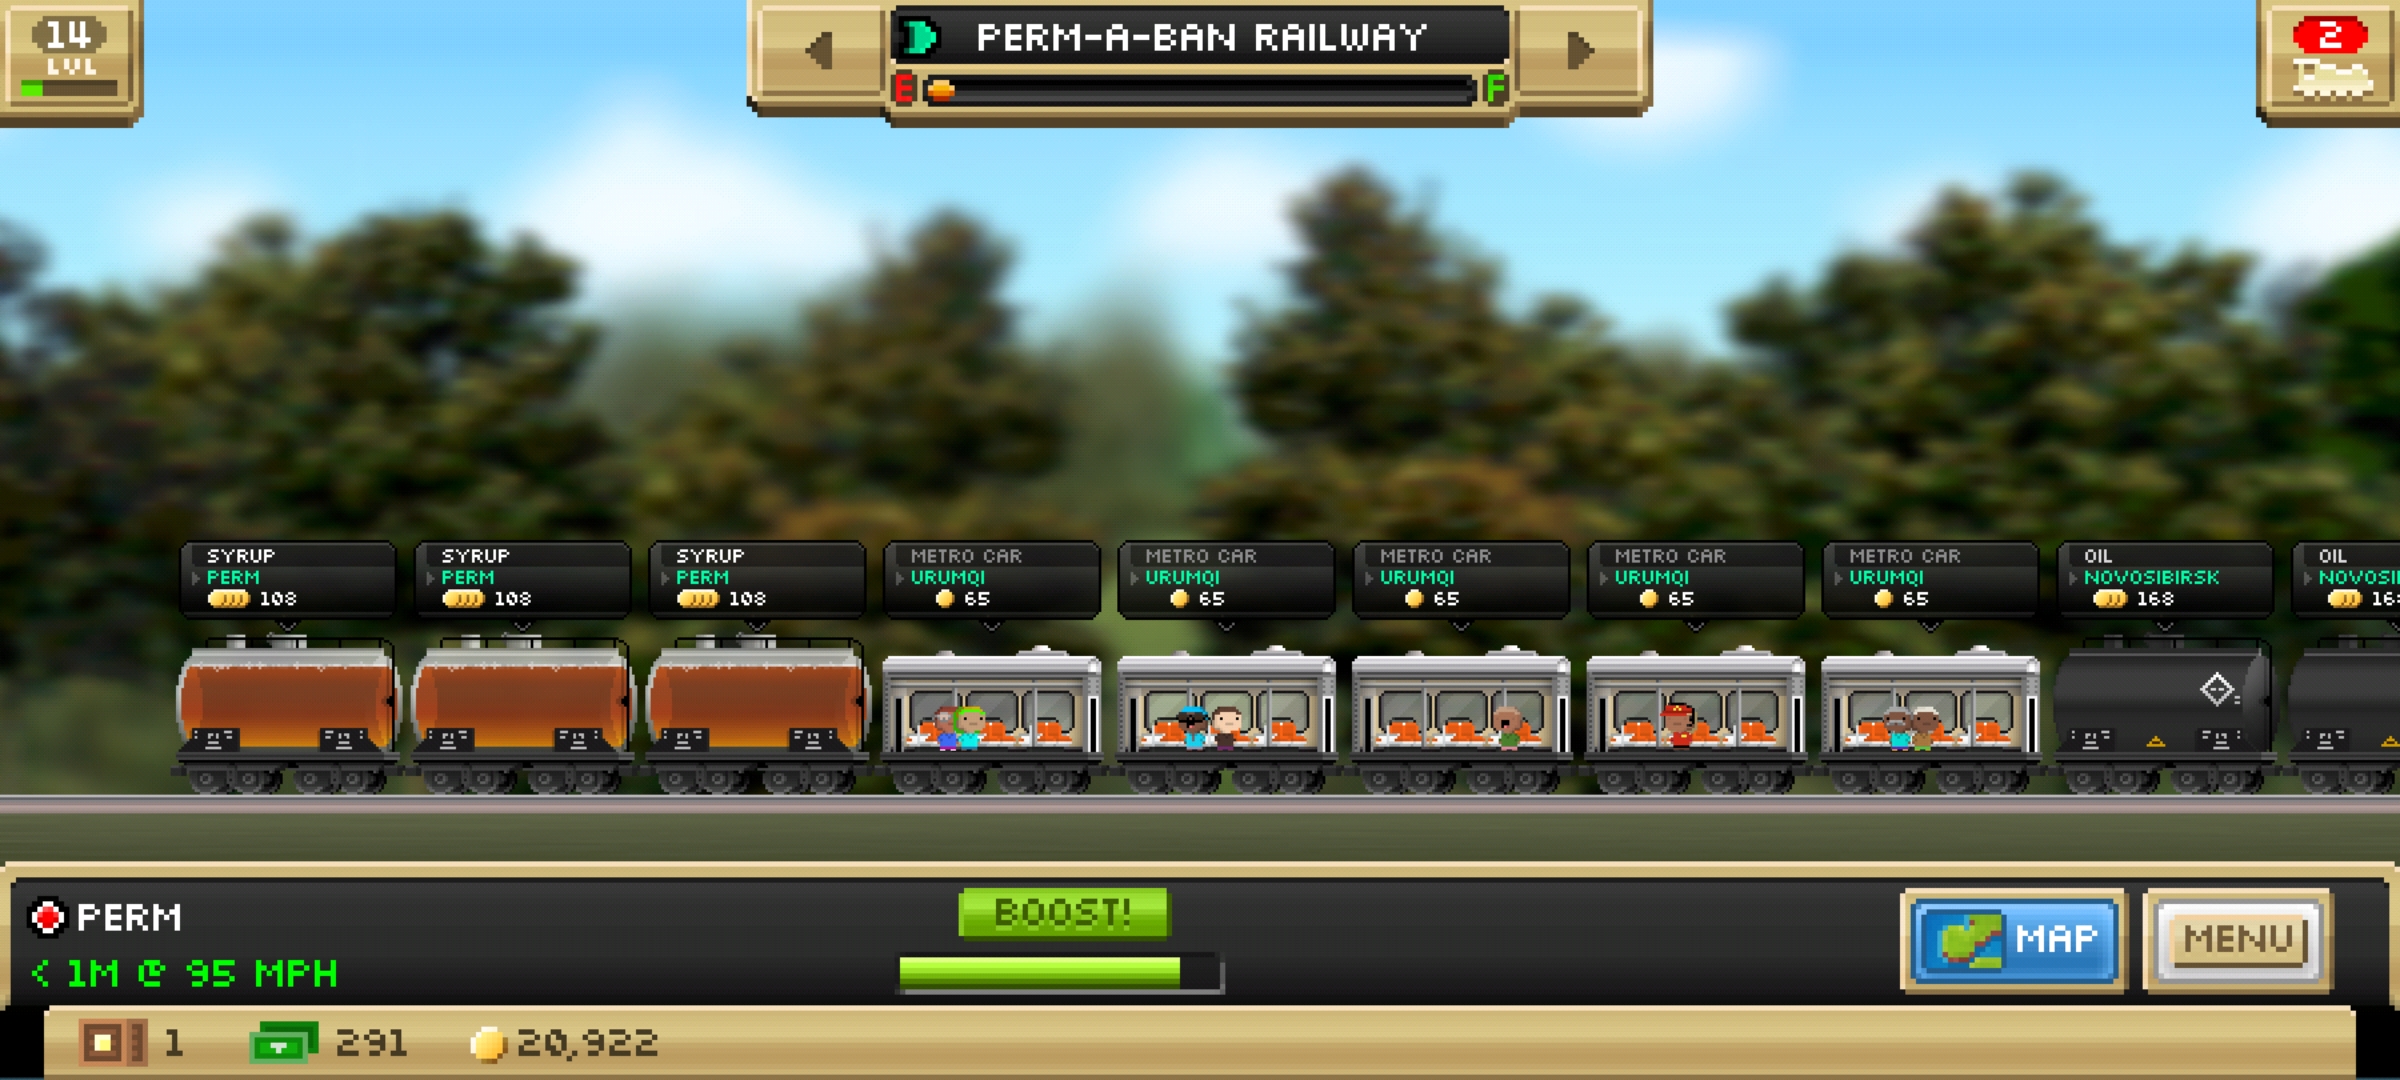 14
LVL
PERM-A-BAN RAILWAY
E F
2
SYRUP
PERM
108
SYRUP
PERM
108
SYRUP
PERM
108
METRO CAR
URUMQI
65
METRO CAR
URUMQI
65
METRO CAR
URUMQI
65
METRO CAR
URUMQI
65
METRO CAR
URUMQI
65
OIL
NOVOSIBIRSK
168
OIL
NOVOSI
16
PERM
BOOST!
MAP
MENU
< 1M @ 95 MPH
1
291
20,922